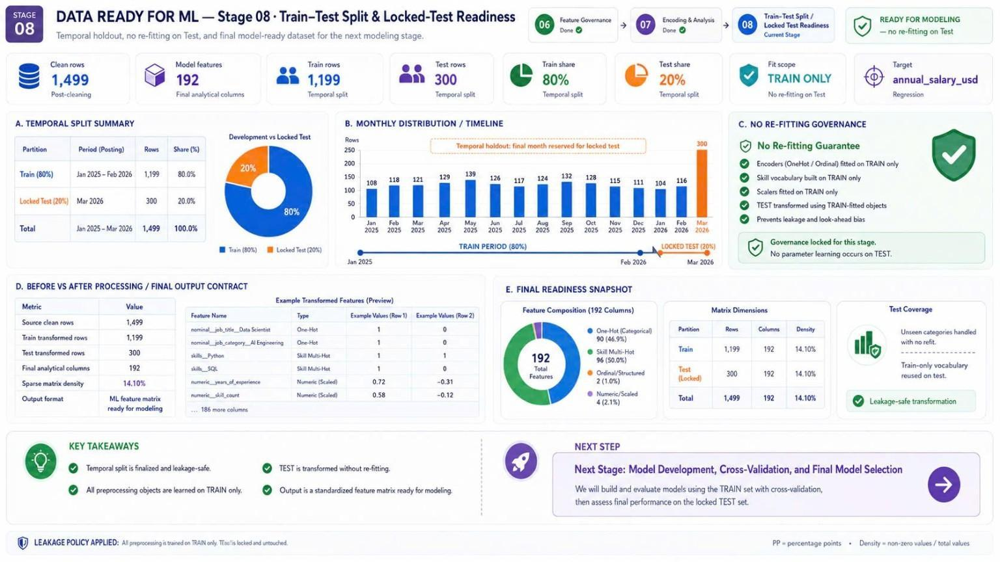 STAGE
08
DATA READY FOR ML — Stage 08 · Train–Test Split & Locked-Test Readiness
Temporal holdout, no re-fitting on Test, and final model-ready dataset for the next modeling stage.
06
Feature Governance
Done
07
Encoding & Analysis
Done
08
Train–Test Split /
Locked Test Readiness
Current Stage
READY FOR MODELING
— no re-fitting on Test
Clean rows
1,499
Post-cleaning
Model features
192
Final analytical columns
Train rows
1,199
Temporal split
Test rows
300
Temporal split
Train share
80%
Temporal split
Test share
20%
Temporal split
Fit scope
TRAIN ONLY
No re-fitting on Test
Target
annual_salary_usd
Regression
A. TEMPORAL SPLIT SUMMARY
Partition Period (Posting) Rows Share (%)
Train (80%) Jan 2025 – Feb 2026 1,199 80.0%
Locked Test (20%) Mar 2026 300 20.0%
Total Jan 2025 – Mar 2026 1,499 100.0%
Development vs Locked Test
20%
80%
Train (80%) Locked Test (20%)
B. MONTHLY DISTRIBUTION / TIMELINE
Rows
250
200
150
100
50
0
Temporal holdout: final month reserved for locked test
108 118 121 129 139 126 117 124 132 128 115 111 104 116 300
Jan Feb Mar Apr May Jun Jul Aug Sep Oct Nov Dec Jan Feb Mar
2025 2025 2025 2025 2025 2025 2025 2025 2025 2025 2025 2025 2026 2026 2026
TRAIN PERIOD (80%) LOCKED TEST (20%)
Jan 2025 Feb 2026 Mar 2026
C. NO RE-FITTING GOVERNANCE
No Re-fitting Guarantee
Encoders (OneHot / Ordinal) fitted on TRAIN only
Skill vocabulary built on TRAIN only
Scalers fitted on TRAIN only
TEST transformed using TRAIN-fitted objects
Prevents leakage and look-ahead bias
Governance locked for this stage.
No parameter learning occurs on TEST.
D. BEFORE VS AFTER PROCESSING / FINAL OUTPUT CONTRACT
Metric Value
Source clean rows 1,499
Train transformed rows 1,199
Test transformed rows 300
Final analytical columns 192
Sparse matrix density 14.10%
Output format ML feature matrix
ready for modeling
Example Transformed Features (Preview)
Feature Name Type Example Values (Row 1) Example Values (Row 2)
nominal__job_title__Data Scientist One-Hot 1 0
nominal__job_category__AI Engineering One-Hot 1 0
skills__Python Skill Multi-Hot 1 1
skills__SQL Skill Multi-Hot 1 0
numeric__years_of_experience Numeric (Scaled) 0.72 −0.31
numeric__skill_count Numeric (Scaled) 0.58 −0.12
... 186 more columns
E. FINAL READINESS SNAPSHOT
Feature Composition (192 Columns)
192
Total
Features
One-Hot (Categorical)
90 (46.9%)
Skill Multi-Hot
96 (50.0%)
Ordinal/Structured
2 (1.0%)
Numeric/Scaled
4 (2.1%)
Matrix Dimensions
Partition Rows Columns Density
Train 1,199 192 14.10%
Test
(Locked) 300 192 14.10%
Total 1,499 192 14.10%
Test Coverage
Unseen categories handled
with no refit.
Train-only vocabulary
reused on test.
Leakage-safe transformation
KEY TAKEAWAYS
Temporal split is finalized and leakage-safe.
All preprocessing objects are learned on TRAIN only.
TEST is transformed without re-fitting.
Output is a standardized feature matrix ready for modeling.
NEXT STEP
Next Stage: Model Development, Cross-Validation, and Final Model Selection
We will build and evaluate models using the TRAIN set with cross-validation,
then assess final performance on the locked TEST set.
LEAKAGE POLICY APPLIED: All preprocessing is trained on TRAIN only. is locked and untouched.
PP = percentage points • Density = non-zero values / total values